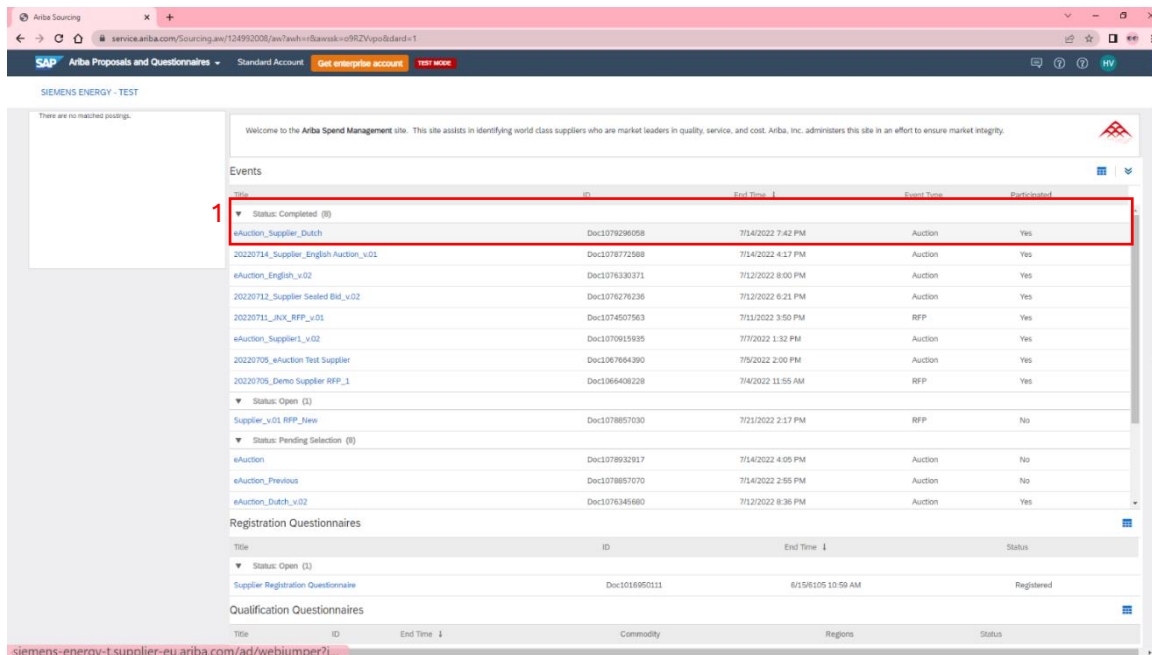 Ariba Sourcing
service.ariba.com/Sourcing.aw/124992008/aw?awh=r&awssk=o9RZVvpo&dard=1
SAP Ariba Proposals and Questionnaires Standard Account Get enterprise account TEST MODE HV
SIEMENS ENERGY - TEST
There are no matched postings.
Welcome to the Ariba Spend Management site. This site assists in identifying world class suppliers who are market leaders in quality, service, and cost. Ariba, Inc. administers this site in an effort to ensure market integrity.
Events
Title ID End Time ↓ Event Type Participated
1
▼ Status: Completed (8)
eAuction_Supplier_Dutch Doc1079296058 7/14/2022 7:42 PM Auction Yes
20220714_Supplier_English Auction_v.01 Doc1078772588 7/14/2022 4:17 PM Auction Yes
eAuction_English_v.02 Doc1076330371 7/12/2022 8:00 PM Auction Yes
20220712_Supplier Sealed Bid_v.02 Doc1076276236 7/12/2022 6:21 PM Auction Yes
20220711_JNX_RFP_v.01 Doc1074507563 7/11/2022 3:50 PM RFP Yes
eAuction_Supplier1_v.02 Doc1070915935 7/7/2022 1:32 PM Auction Yes
20220705_eAuction Test Supplier Doc1067664390 7/5/2022 2:00 PM Auction Yes
20220705_Demo Supplier RFP_1 Doc1066408228 7/4/2022 11:55 AM RFP Yes
▼ Status: Open (1)
Supplier_v.01 RFP_New Doc1078857030 7/21/2022 2:17 PM RFP No
▼ Status: Pending Selection (8)
eAuction Doc1078932917 7/14/2022 4:05 PM Auction No
eAuction_Previous Doc1078857070 7/14/2022 2:55 PM Auction No
eAuction_Dutch_v.02 Doc1076345680 7/12/2022 8:36 PM Auction Yes
Registration Questionnaires
Title ID End Time ↓ Status
▼ Status: Open (1)
Supplier Registration Questionnaire Doc1016950111 6/15/6105 10:59 AM Registered
Qualification Questionnaires
Title ID End Time ↓ Commodity Regions Status
siemens-energy-t.supplier-eu.ariba.com/ad/webjumper?i...